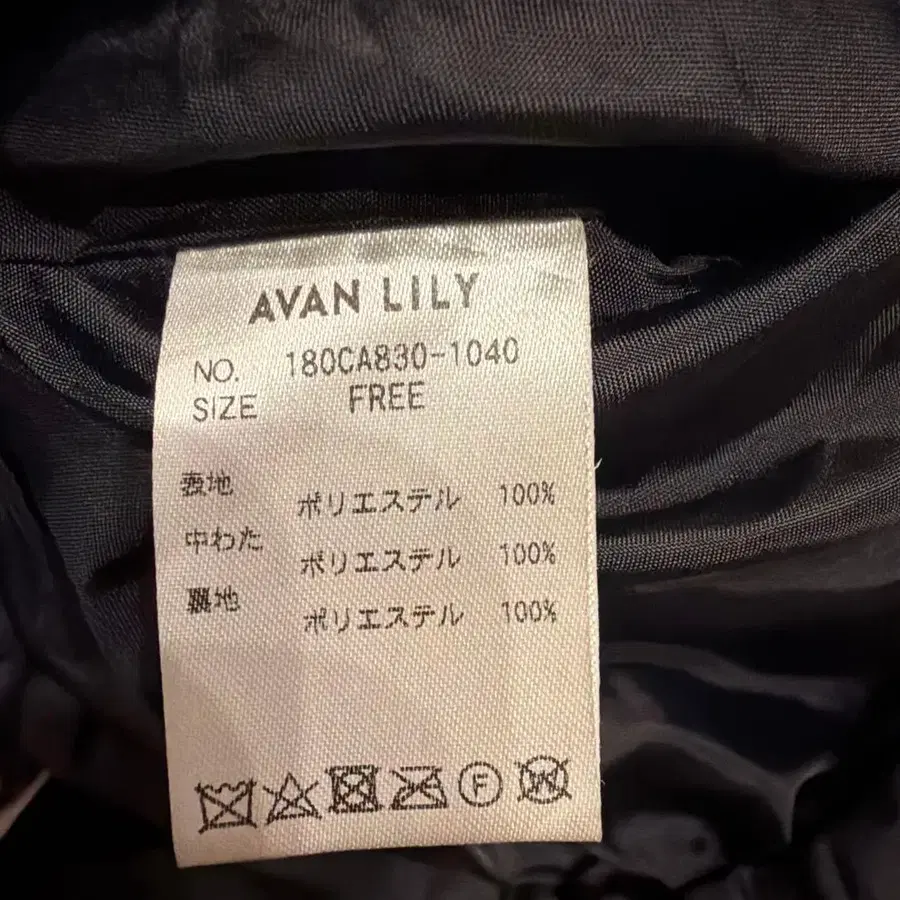 AVAN LILY
NO. 180CA830-1040
SIZE FREE
表地 ポリエステル 100%
中わた ポリエステル 100%
裏地 ポリエステル 100%
F W